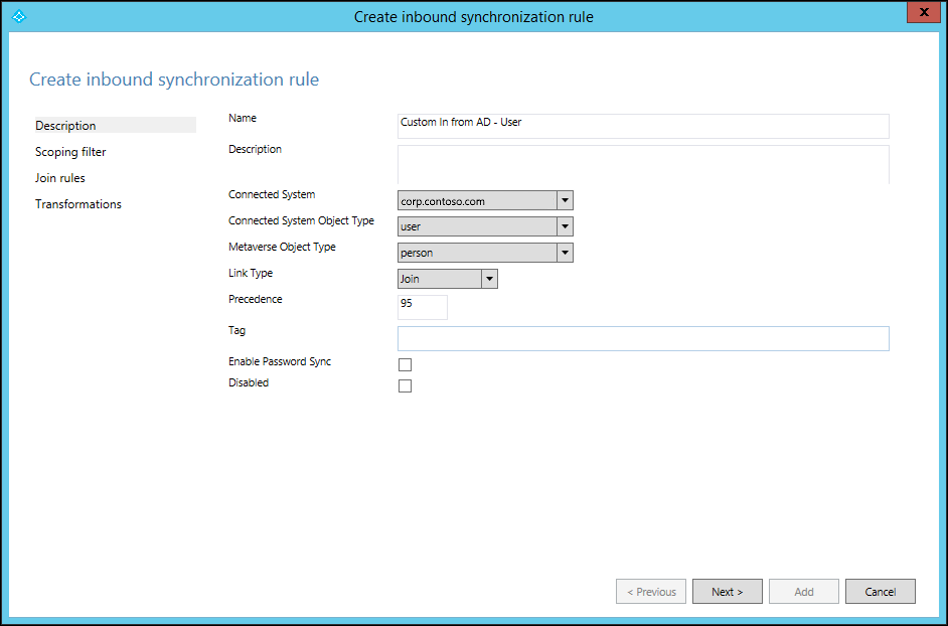 Create inbound synchronization rule
x
Create inbound synchronization rule
Description
Scoping filter
Join rules
Transformations
Name
Custom In from AD - User
Description
Connected System
corp.contoso.com
Connected System Object Type
user
Metaverse Object Type
person
Link Type
Join
Precedence
95
Tag
Enable Password Sync
Disabled
< Previous
Next >
Add
Cancel